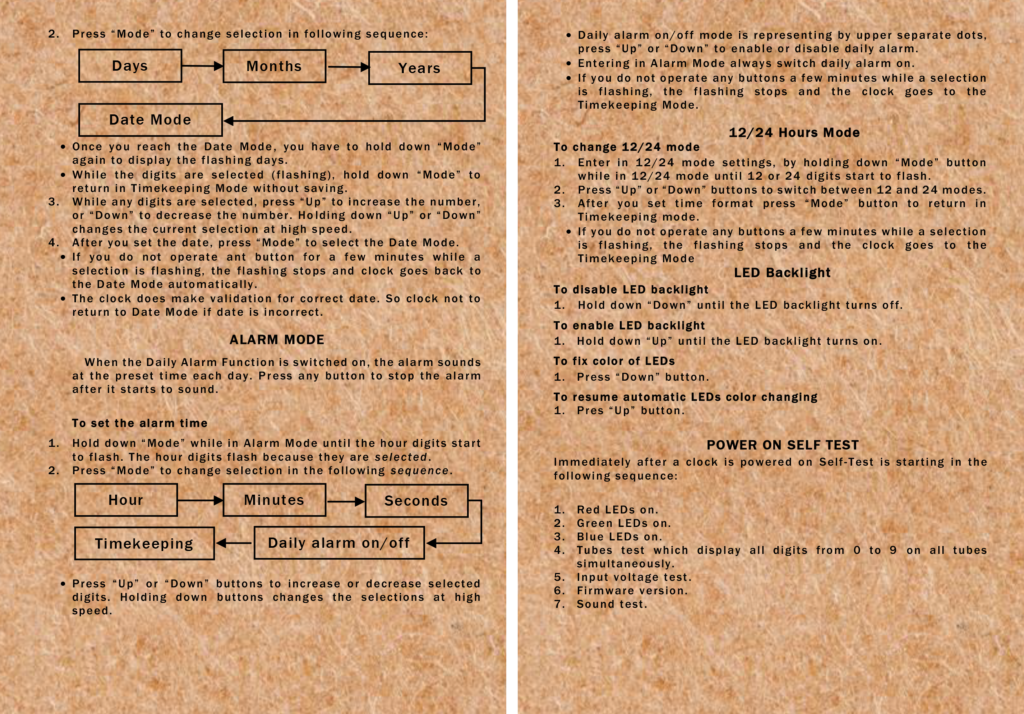 2. Press “Mode” to change selection in following sequence:
Days
Months
Years
Date Mode
• Once you reach the Date Mode, you have to hold down “Mode”
again to display the flashing days.
• While the digits are selected (flashing), hold down “Mode” to
return in Timekeeping Mode without saving.
3. While any digits are selected, press “Up” to increase the number,
or “Down” to decrease the number. Holding down “Up” or “Down”
changes the current selection at high speed.
4. After you set the date, press “Mode” to select the Date Mode.
• If you do not operate ant button for a few minutes while a
selection is flashing, the flashing stops and clock goes back to
the Date Mode automatically.
• The clock does make validation for correct date. So clock not to
return to Date Mode if date is incorrect.
ALARM MODE
When the Daily Alarm Function is switched on, the alarm sounds
at the preset time each day. Press any button to stop the alarm
after it starts to sound.
To set the alarm time
1. Hold down “Mode” while in Alarm Mode until the hour digits start
to flash. The hour digits flash because they are selected.
2. Press “Mode” to change selection in the following sequence.
Hour
Minutes
Seconds
Timekeeping
Daily alarm on/off
• Press “Up” or “Down” buttons to increase or decrease selected
digits. Holding down buttons changes the selections at high
speed.
• Daily alarm on/off mode is representing by upper separate dots,
press “Up” or “Down” to enable or disable daily alarm.
• Entering in Alarm Mode always switch daily alarm on.
• If you do not operate any buttons a few minutes while a selection
is flashing, the flashing stops and the clock goes to the
Timekeeping Mode.
12/24 Hours Mode
To change 12/24 mode
1. Enter in 12/24 mode settings, by holding down “Mode” button
while in 12/24 mode until 12 or 24 digits start to flash.
2. Press “Up” or “Down” buttons to switch between 12 and 24 modes.
3. After you set time format press “Mode” button to return in
Timekeeping mode.
• If you do not operate any buttons a few minutes while a selection
is flashing, the flashing stops and the clock goes to the
Timekeeping Mode
LED Backlight
To disable LED backlight
1. Hold down “Down” until the LED backlight turns off.
To enable LED backlight
1. Hold down “Up” until the LED backlight turns on.
To fix color of LEDs
1. Press “Down” button.
To resume automatic LEDs color changing
1. Pres “Up” button.
POWER ON SELF TEST
Immediately after a clock is powered on Self-Test is starting in the
following sequence:
1. Red LEDs on.
2. Green LEDs on.
3. Blue LEDs on.
4. Tubes test which display all digits from 0 to 9 on all tubes
simultaneously.
5. Input voltage test.
6. Firmware version.
7. Sound test.